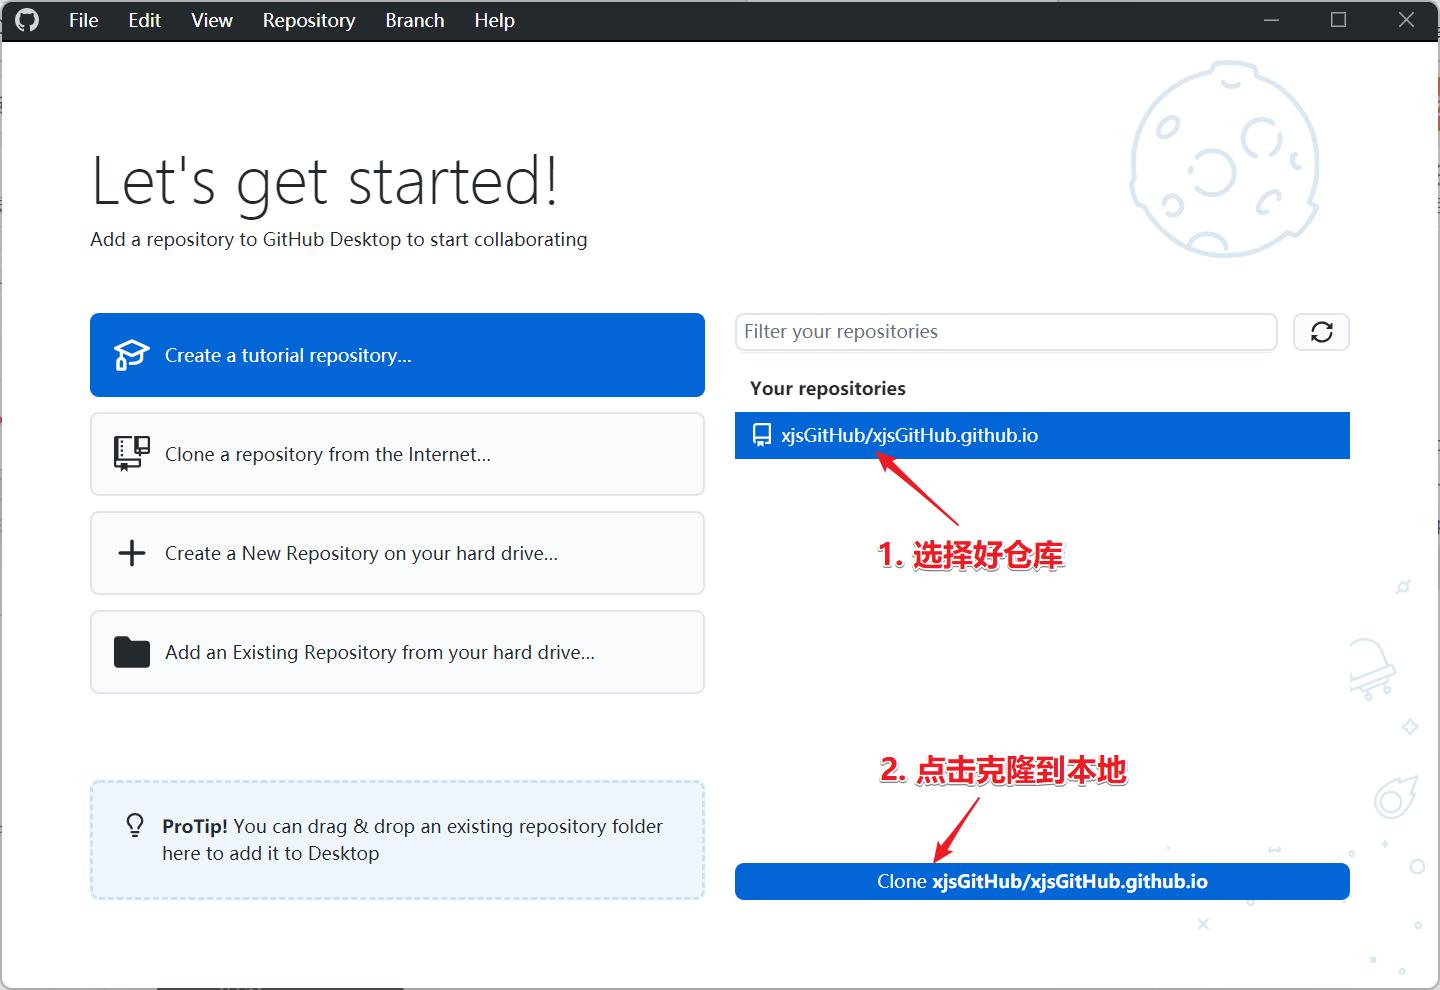 File Edit View Repository Branch Help
Let's get started!
Add a repository to GitHub Desktop to start collaborating
Create a tutorial repository...
Clone a repository from the Internet...
Create a New Repository on your hard drive...
Add an Existing Repository from your hard drive...
ProTip! You can drag & drop an existing repository folder
here to add it to Desktop
Filter your repositories
Your repositories
xjsGitHub/xjsGitHub.github.io
1. 选择好仓库
2. 点击克隆到本地
Clone xjsGitHub/xjsGitHub.github.io